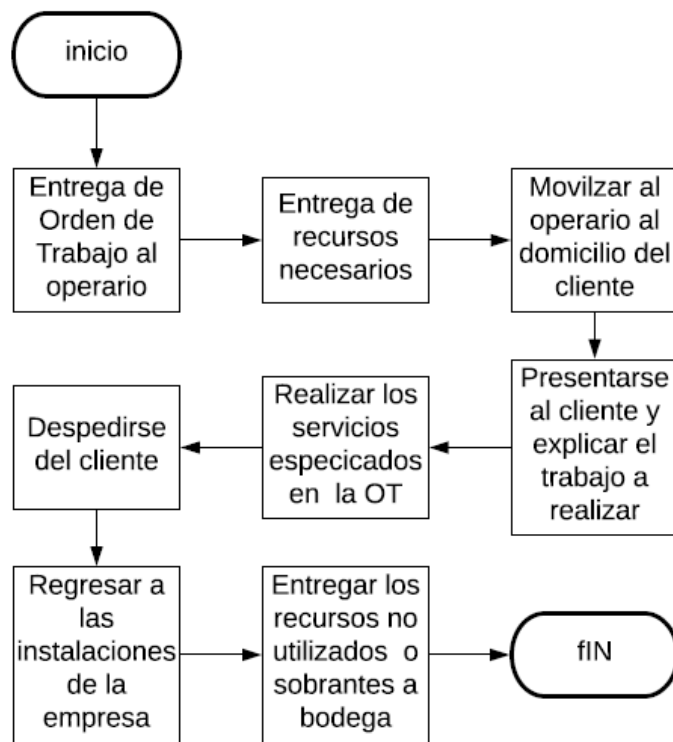 inicio
Entrega de
Orden de
Trabajo al
operario
Entrega de
recursos
necesarios
Movilzar al
operario al
domicilio del
cliente
Presentarse
al cliente y
explicar el
trabajo a
realizar
Realizar los
servicios
especicados
en la OT
Despedirse
del cliente
Regresar a
las
instalaciones
de la
empresa
Entregar los
recursos no
utilizados o
sobrantes a
bodega
fIN